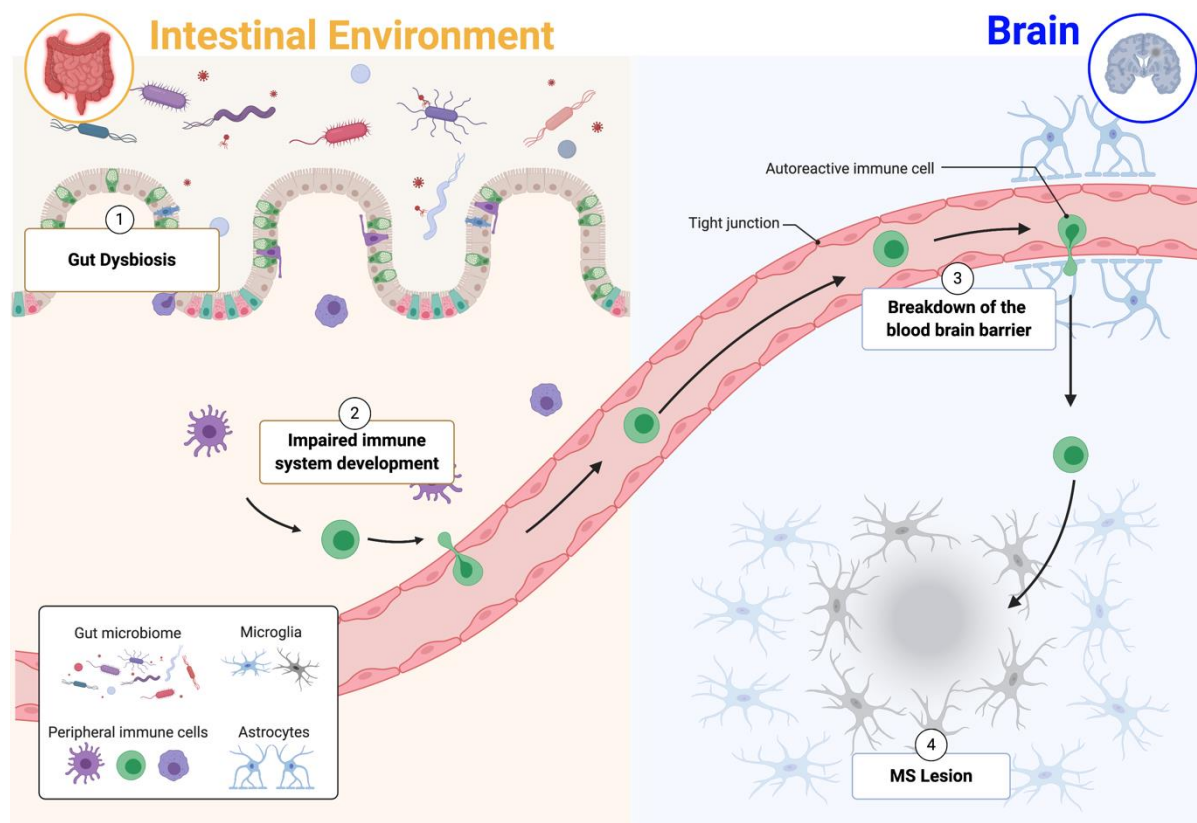 Intestinal Environment
Brain
Autoreactive immune cell
Tight junction
1
Gut Dysbiosis
3
Breakdown of the
blood brain barrier
2
Impaired immune
system development
Gut microbiome
Microglia
Peripheral immune cells
Astrocytes
4
MS Lesion